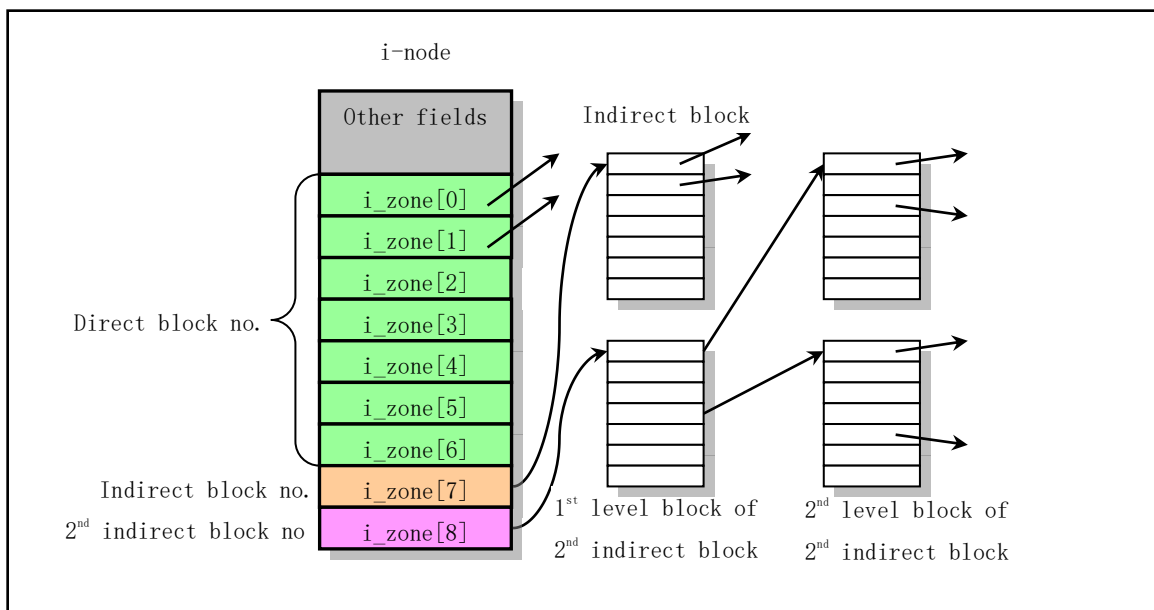 i-node
Other fields
i_zone[0]
i_zone[1]
i_zone[2]
i_zone[3]
i_zone[4]
i_zone[5]
i_zone[6]
i_zone[7]
i_zone[8]
Direct block no.
Indirect block no.
2nd indirect block no
Indirect block
1st level block of
2nd indirect block
2nd level block of
2nd indirect block